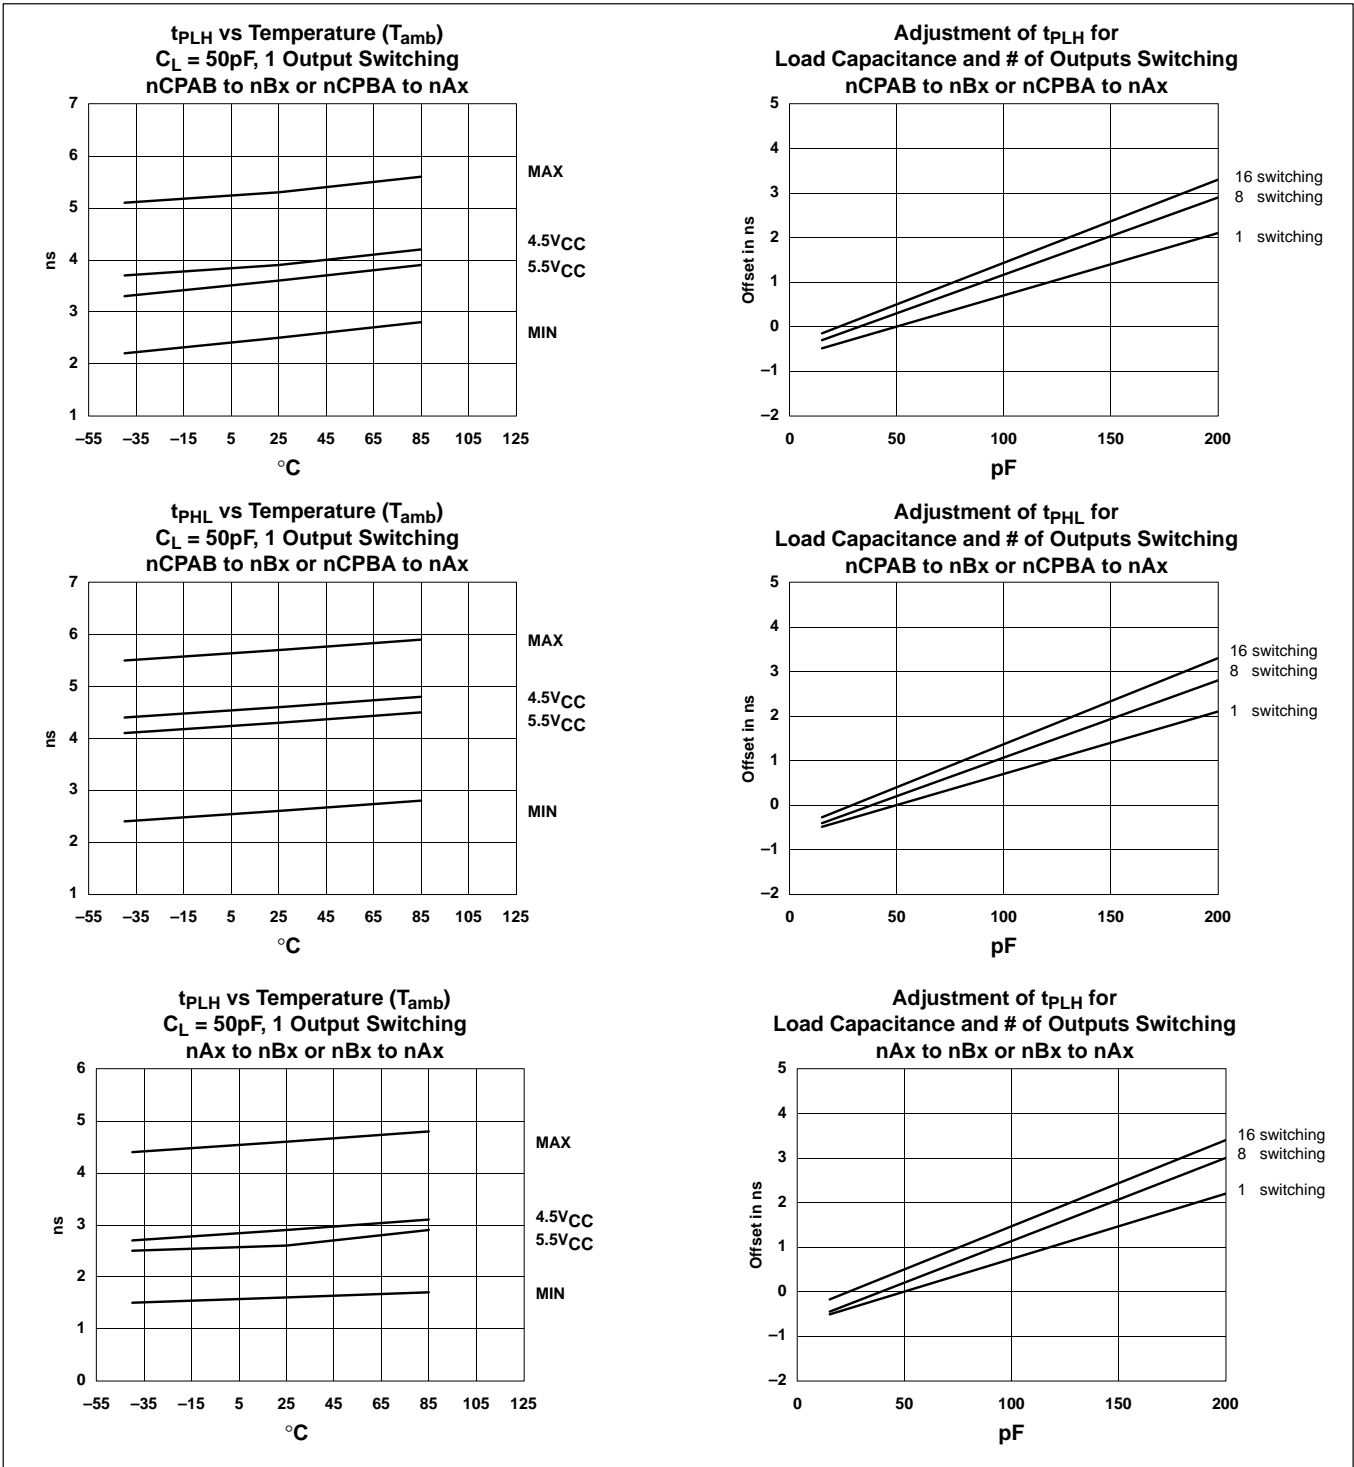 tPLH vs Temperature (Tamb)
CL = 50pF, 1 Output Switching
nCPAB to nBx or nCPBA to nAx
7
6
5
4
3
2
1
ns
MAX
4.5VCC
5.5VCC
MIN
–55 –35 –15 5 25 45 65 85 105 125
°C
Adjustment of tPLH for
Load Capacitance and # of Outputs Switching
nCPAB to nBx or nCPBA to nAx
5
4
3
2
1
0
–1
–2
Offset in ns
16 switching
8 switching
1 switching
0 50 100 150 200
pF
tPHL vs Temperature (Tamb)
CL = 50pF, 1 Output Switching
nCPAB to nBx or nCPBA to nAx
7
6
5
4
3
2
1
ns
MAX
4.5VCC
5.5VCC
MIN
–55 –35 –15 5 25 45 65 85 105 125
°C
Adjustment of tPHL for
Load Capacitance and # of Outputs Switching
nCPAB to nBx or nCPBA to nAx
5
4
3
2
1
0
–1
–2
Offset in ns
16 switching
8 switching
1 switching
0 50 100 150 200
pF
tPLH vs Temperature (Tamb)
CL = 50pF, 1 Output Switching
nAx to nBx or nBx to nAx
6
5
4
3
2
1
0
ns
MAX
4.5VCC
5.5VCC
MIN
–55 –35 –15 5 25 45 65 85 105 125
°C
Adjustment of tPLH for
Load Capacitance and # of Outputs Switching
nAx to nBx or nBx to nAx
5
4
3
2
1
0
–1
–2
Offset in ns
16 switching
8 switching
1 switching
0 50 100 150 200
pF